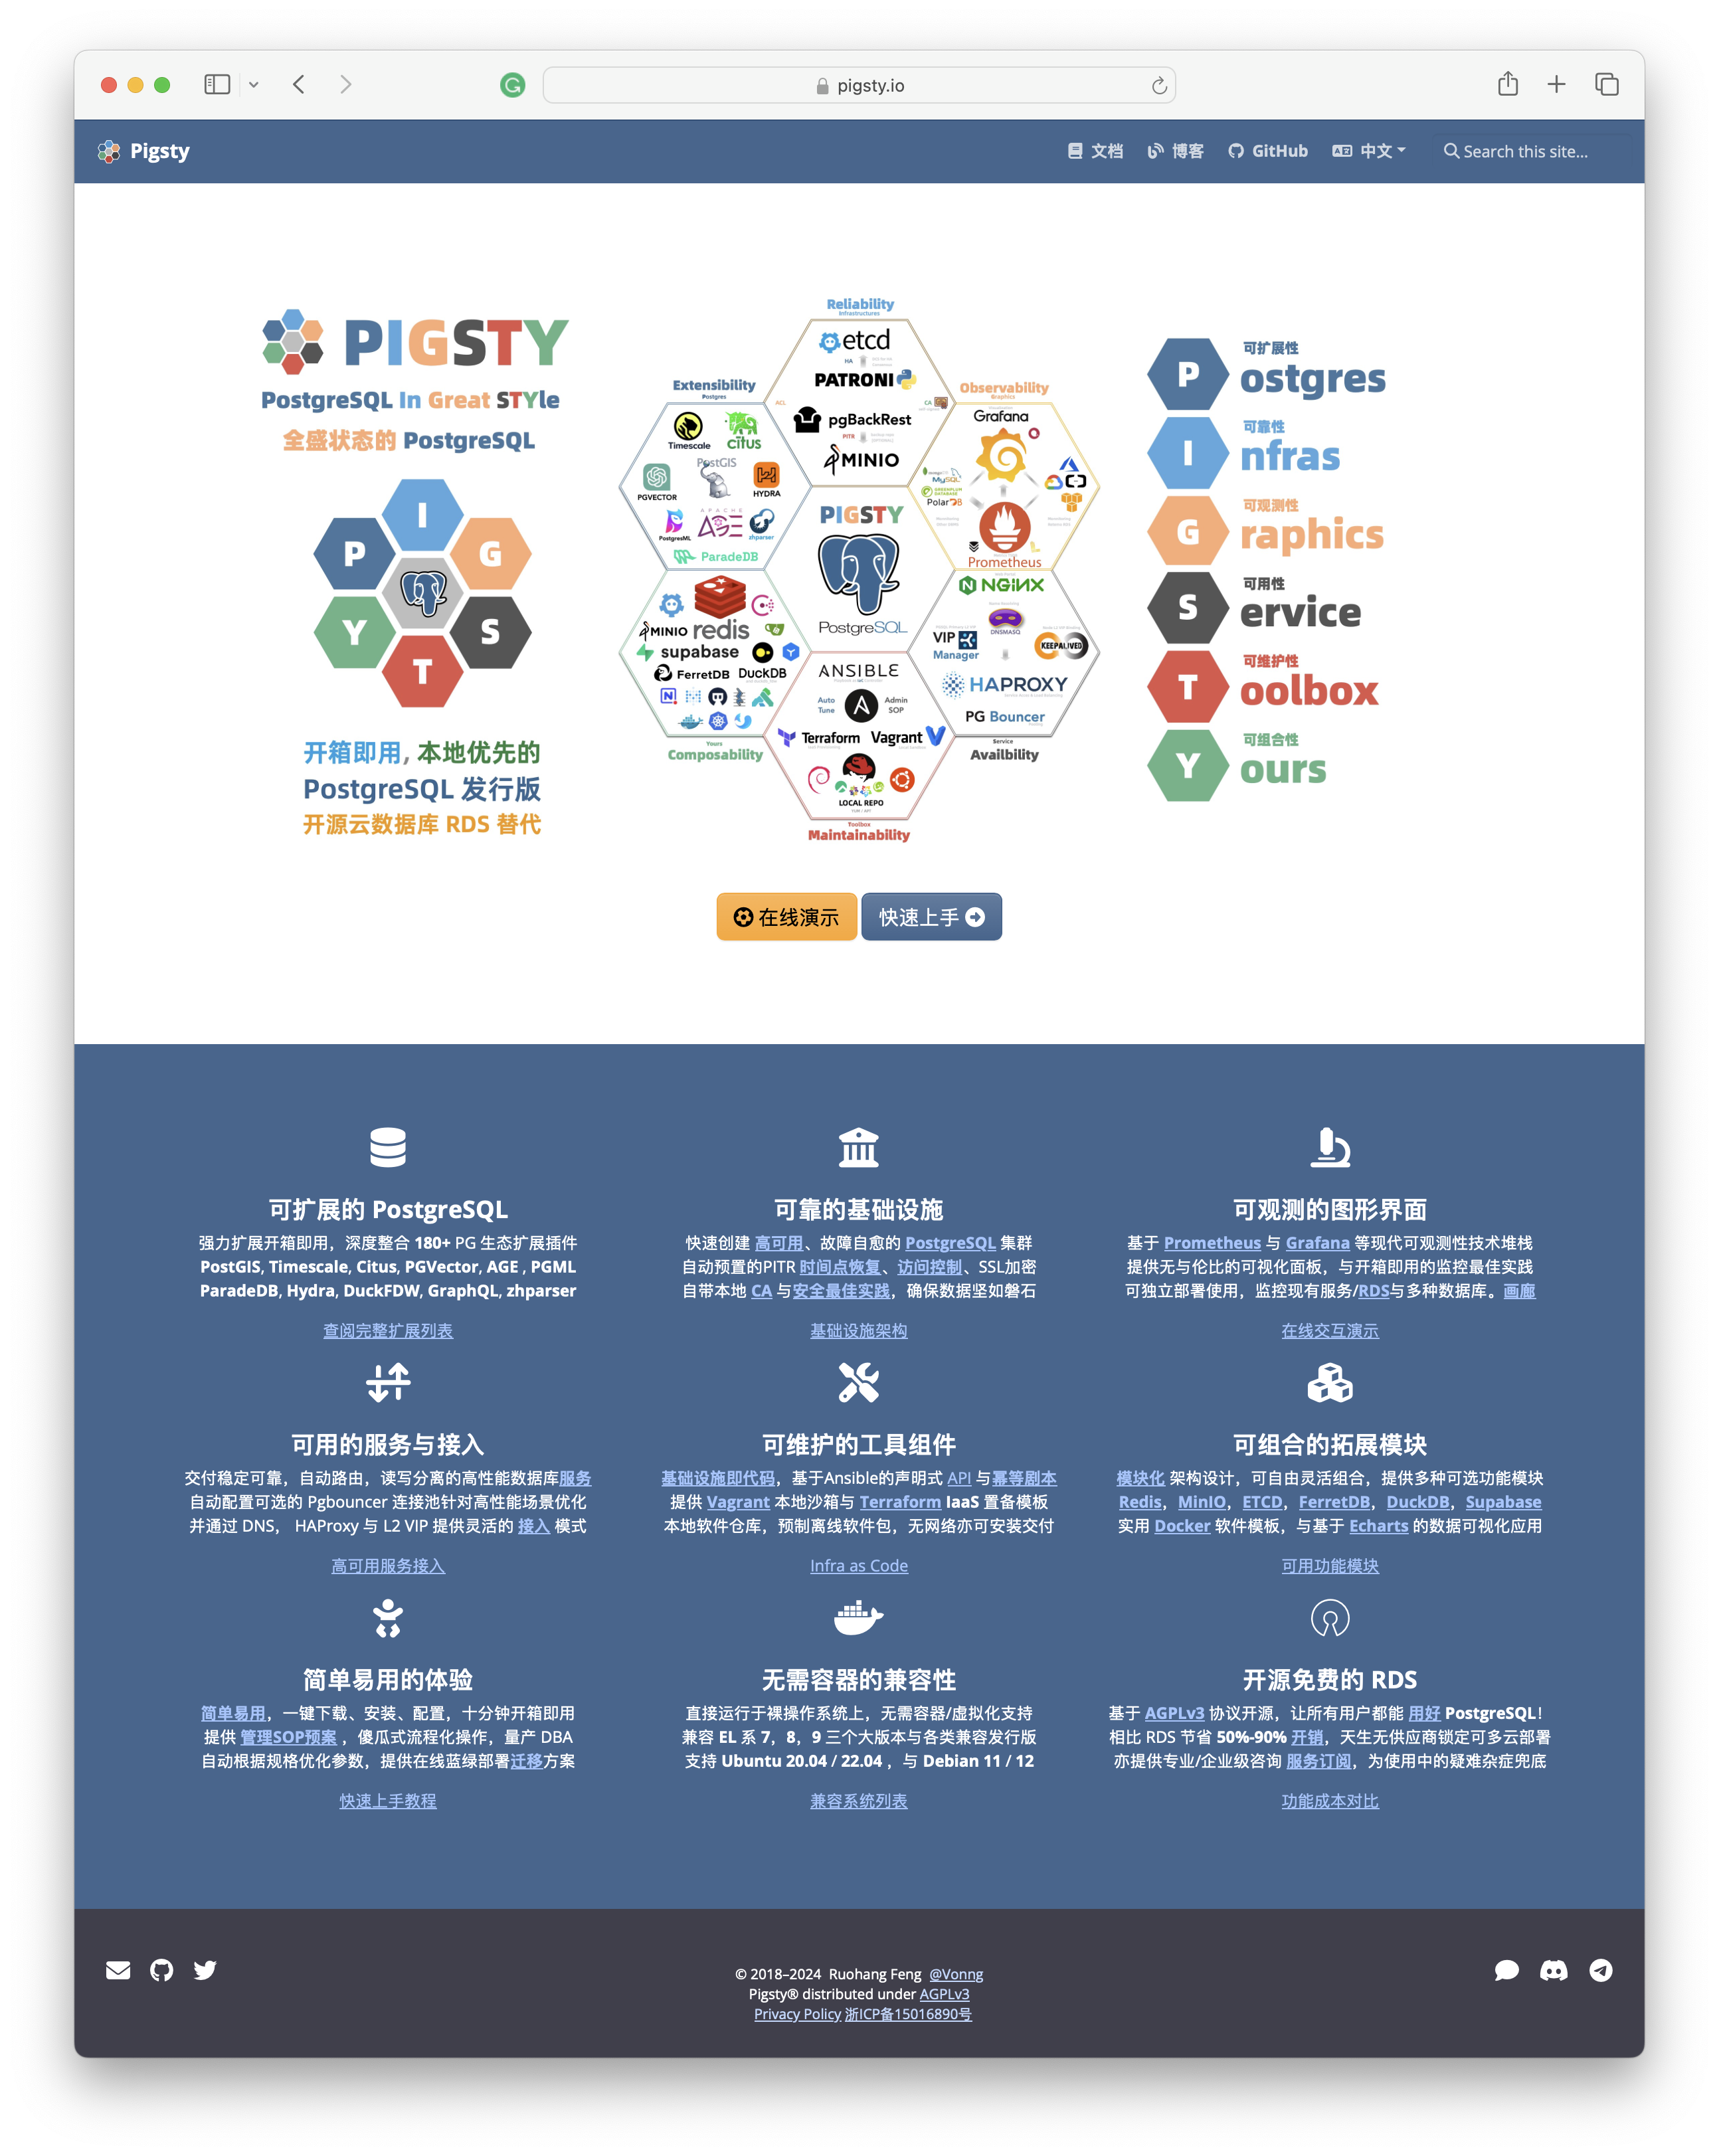 pigsty.io
Pigsty
文档
博客
GitHub
中文
Search this site...
PIGSTY
PostgreSQL In Great STYle
全盛状态的 PostgreSQL
I
P
G
Y
S
T
开箱即用, 本地优先的
PostgreSQL 发行版
开源云数据库 RDS 替代
Reliability
Infrastructures
etcd
HA
PATRONI
ACL
CA
pgBackRest
PITR
MINIO
Extensibility
Postgres
Timescale
citus
PGVECTOR
PostGIS
HYDRA
PostgresML
APACHE
AGE
zhparser
ParadeDB
Observability
Graphics
Grafana
MySQL
GREENPLUM
DATABASE
PolarDB
Prometheus
PIGSTY
PostgreSQL
MINIO
redis
supabase
FerretDB
DuckDB
Yours
Composability
NGINX
DNSMASQ
VIP
Manager
KEEPALIVED
HAPROXY
PG Bouncer
Service
Availbility
ANSIBLE
Auto
Tune
Admin
SOP
Terraform
Vagrant
LOCAL REPO
YUM / APT
Toolbox
Maintainability
可扩展性
P ostgres
可靠性
I nfras
可观测性
G raphics
可用性
S ervice
可维护性
T oolbox
可组合性
Y ours
在线演示
快速上手
可扩展的 PostgreSQL
强力扩展开箱即用，深度整合 180+ PG 生态扩展插件
PostGIS, Timescale, Citus, PGVector, AGE , PGML
ParadeDB, Hydra, DuckFDW, GraphQL, zhparser
查阅完整扩展列表
可靠的基础设施
快速创建 高可用、故障自愈的 PostgreSQL 集群
自动预置的PITR 时间点恢复、访问控制、SSL加密
自带本地 CA 与安全最佳实践，确保数据坚如磐石
基础设施架构
可观测的图形界面
基于 Prometheus 与 Grafana 等现代可观测性技术堆栈
提供无与伦比的可视化面板，与开箱即用的监控最佳实践
可独立部署使用，监控现有服务/RDS与多种数据库。画廊
在线交互演示
可用的服务与接入
交付稳定可靠，自动路由，读写分离的高性能数据库服务
自动配置可选的 Pgbouncer 连接池针对高性能场景优化
并通过 DNS， HAProxy 与 L2 VIP 提供灵活的 接入 模式
高可用服务接入
可维护的工具组件
基础设施即代码，基于Ansible的声明式 API 与幂等剧本
提供 Vagrant 本地沙箱与 Terraform IaaS 置备模板
本地软件仓库，预制离线软件包，无网络亦可安装交付
Infra as Code
可组合的拓展模块
模块化 架构设计，可自由灵活组合，提供多种可选功能模块
Redis，MinIO，ETCD，FerretDB，DuckDB，Supabase
实用 Docker 软件模板，与基于 Echarts 的数据可视化应用
可用功能模块
简单易用的体验
简单易用，一键下载、安装、配置，十分钟开箱即用
提供 管理SOP预案 ，傻瓜式流程化操作，量产 DBA
自动根据规格优化参数，提供在线蓝绿部署迁移方案
快速上手教程
无需容器的兼容性
直接运行于裸操作系统上，无需容器/虚拟化支持
兼容 EL 系 7，8，9 三个大版本与各类兼容发行版
支持 Ubuntu 20.04 / 22.04 ，与 Debian 11 / 12
兼容系统列表
开源免费的 RDS
基于 AGPLv3 协议开源，让所有用户都能 用好 PostgreSQL！
相比 RDS 节省 50%-90% 开销，天生无供应商锁定可多云部署
亦提供专业/企业级咨询 服务订阅，为使用中的疑难杂症兜底
功能成本对比
© 2018–2024 Ruohang Feng @Vonng
Pigsty® distributed under AGPLv3
Privacy Policy 浙ICP备15016890号